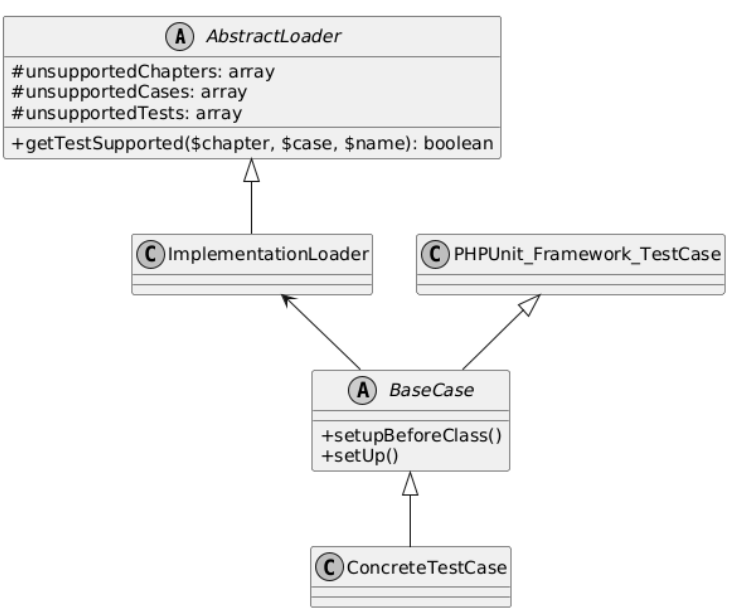 A AbstractLoader
#unsupportedChapters: array
#unsupportedCases: array
#unsupportedTests: array
+getTestSupported($chapter, $case, $name): boolean
C ImplementationLoader
C PHPUnit_Framework_TestCase
A BaseCase
+setupBeforeClass()
+setUp()
C ConcreteTestCase